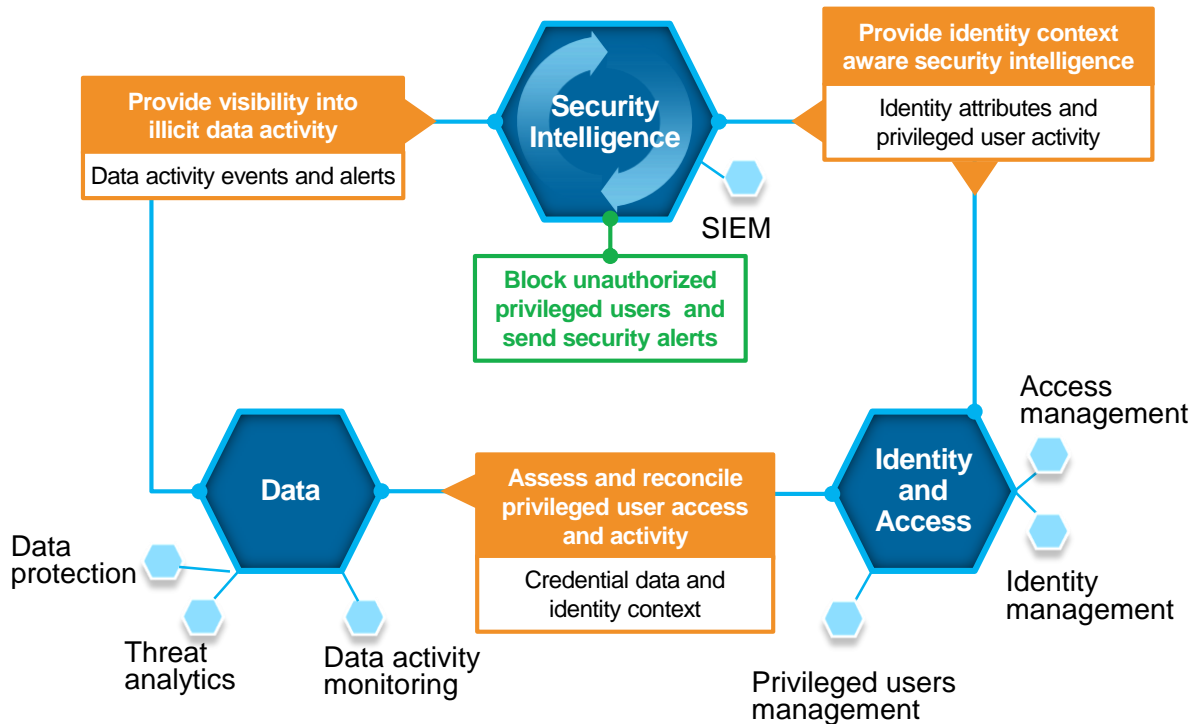 Provide identity context
aware security intelligence
Identity attributes and
privileged user activity
Provide visibility into
illicit data activity
Data activity events and alerts
Security
Intelligence
SIEM
Block unauthorized
privileged users and
send security alerts
Access
management
Identity
and
Access
Identity
management
Privileged users
management
Assess and reconcile
privileged user access
and activity
Credential data and
identity context
Data
Data
protection
Threat
analytics
Data activity
monitoring